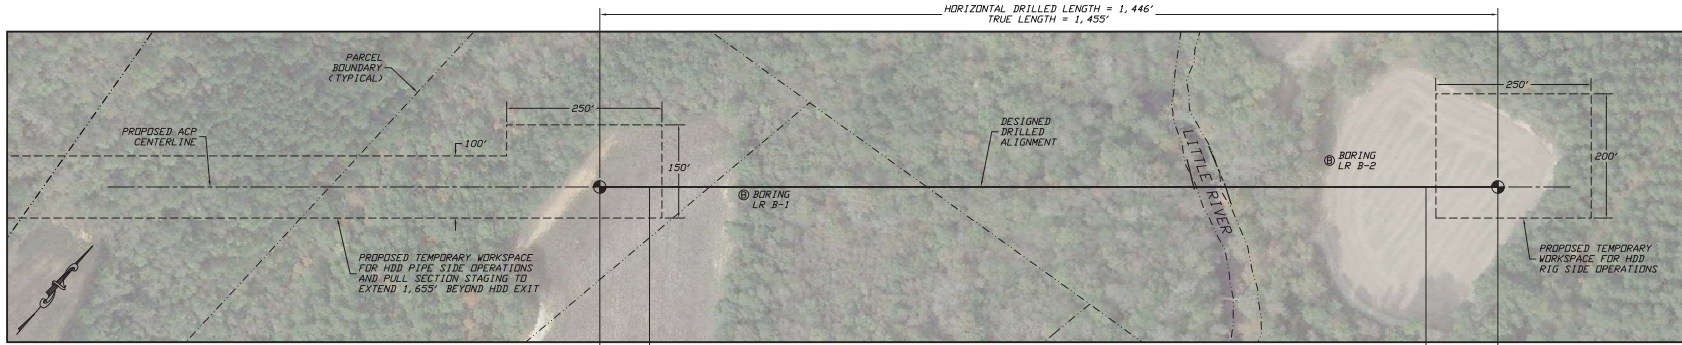 HORIZONTAL DRILLED LENGTH = 1,446'
TRUE LENGTH = 1,455'
PARCEL
BOUNDARY
(TYPICAL)
250'
250'
PROPOSED ACP
CENTERLINE
100'
150'
DESIGNED
DRILLED
ALIGNMENT
LITTLE RIVER
B BORING
LR B-2
200'
B BORING
LR B-1
PROPOSED TEMPORARY WORKSPACE
FOR HDD PIPE SIDE OPERATIONS
AND PULL SECTION STAGING TO
EXTEND 1,655' BEYOND HDD EXIT
PROPOSED TEMPORARY
WORKSPACE FOR HDD
RIG SIDE OPERATIONS